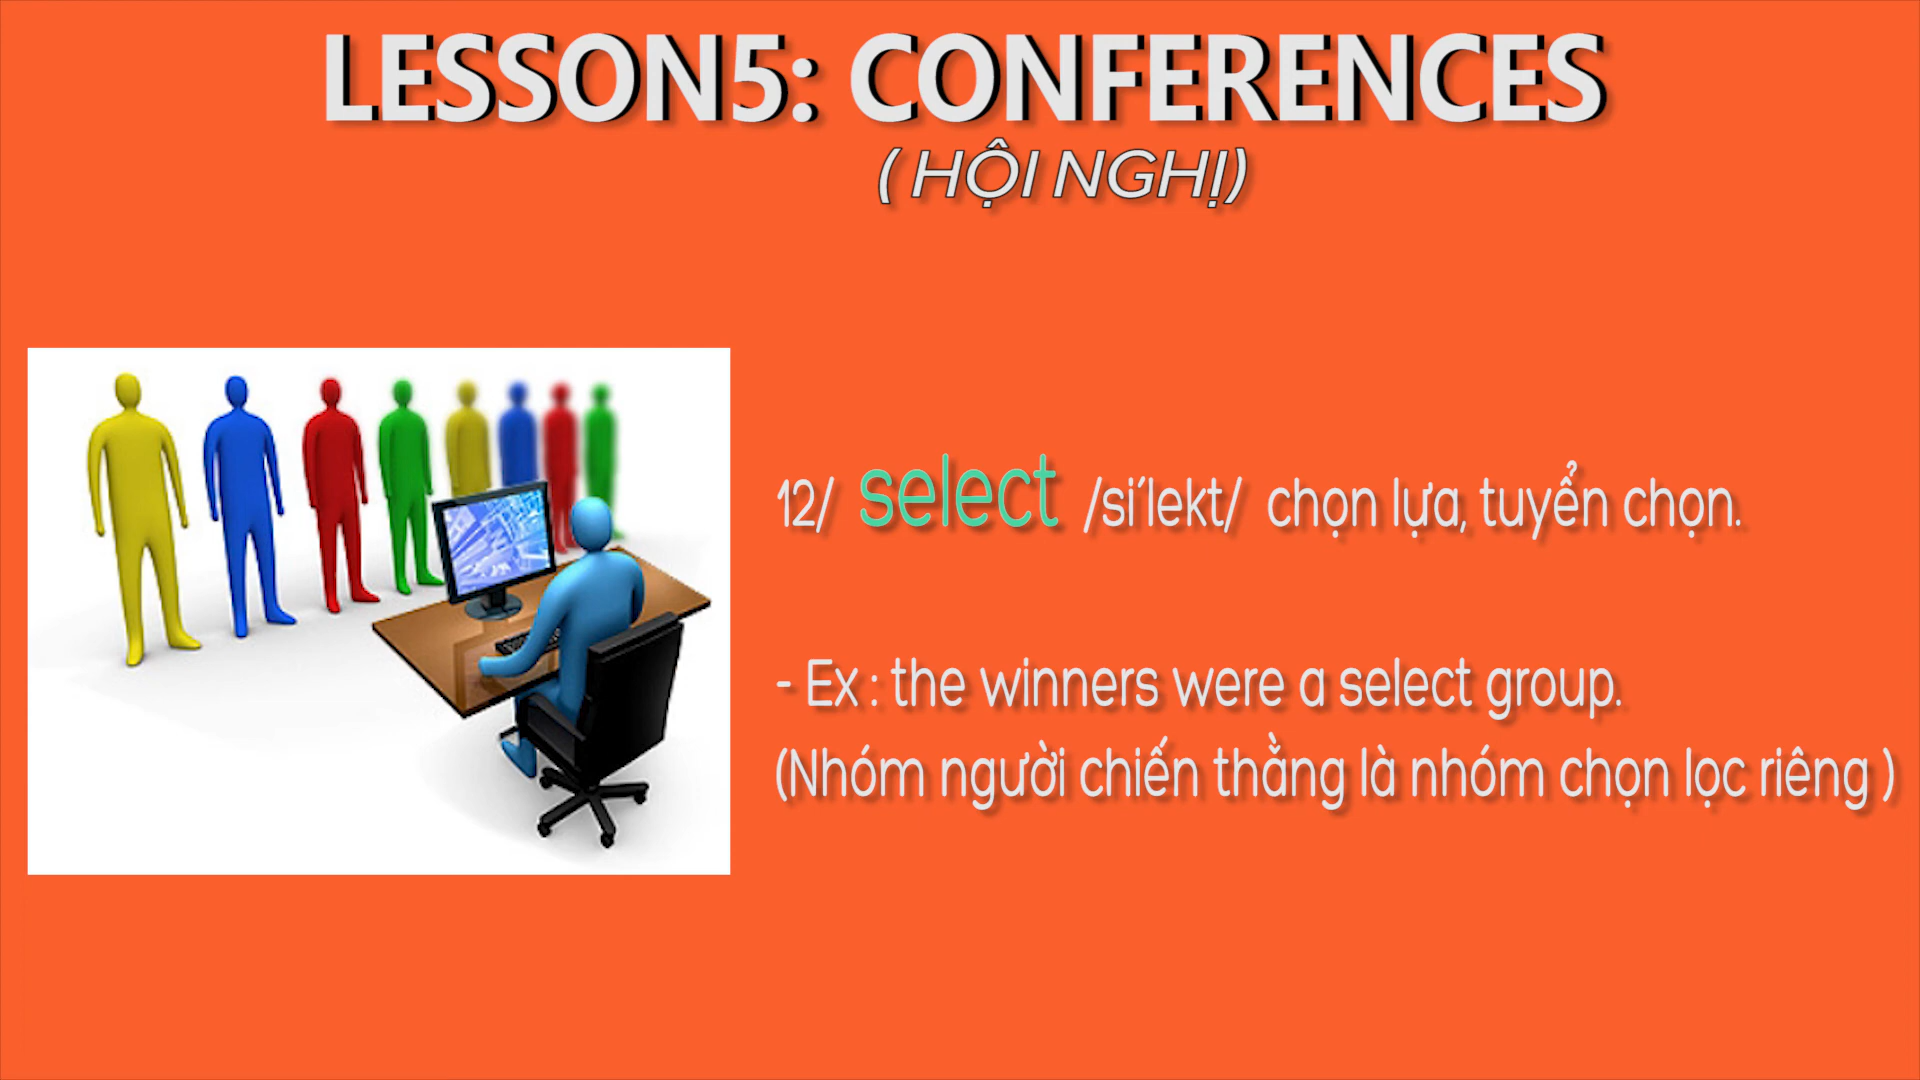 LESSON5: CONFERENCES
( HỘI NGHỊ)
12/ select /si´lekt/ chọn lựa, tuyển chọn.
- Ex : the winners were a select group.
(Nhóm người chiến thằng là nhóm chọn lọc riêng )